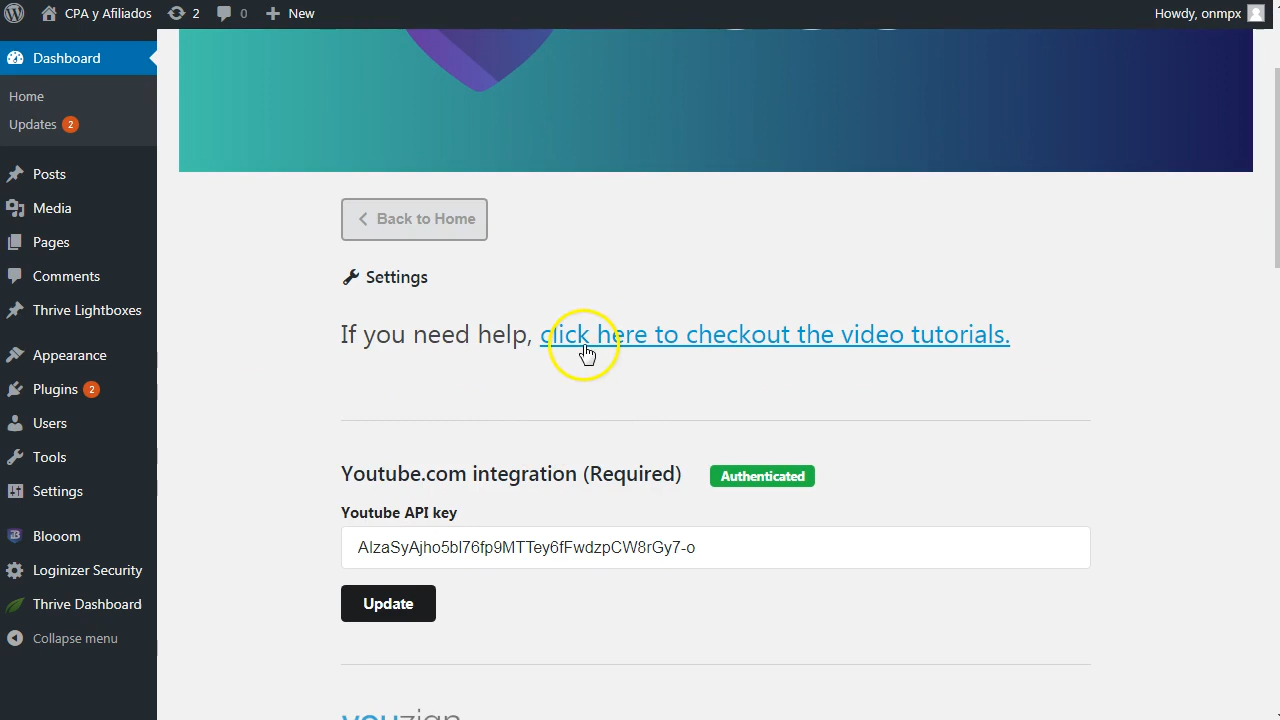 CPA y Afiliados 2 0 New Howdy, onmpx
Dashboard
Home
Updates 2
Posts
Media
Pages
Comments
Thrive Lightboxes
Appearance
Plugins 2
Users
Tools
Settings
Blooom
Loginizer Security
Thrive Dashboard
Collapse menu
Back to Home
Settings
If you need help, click here to checkout the video tutorials.
Youtube.com integration (Required) Authenticated
Youtube API key
AIzaSyAjho5bI76fp9MTTey6fFwdzpCW8rGy7-o
Update
youzign